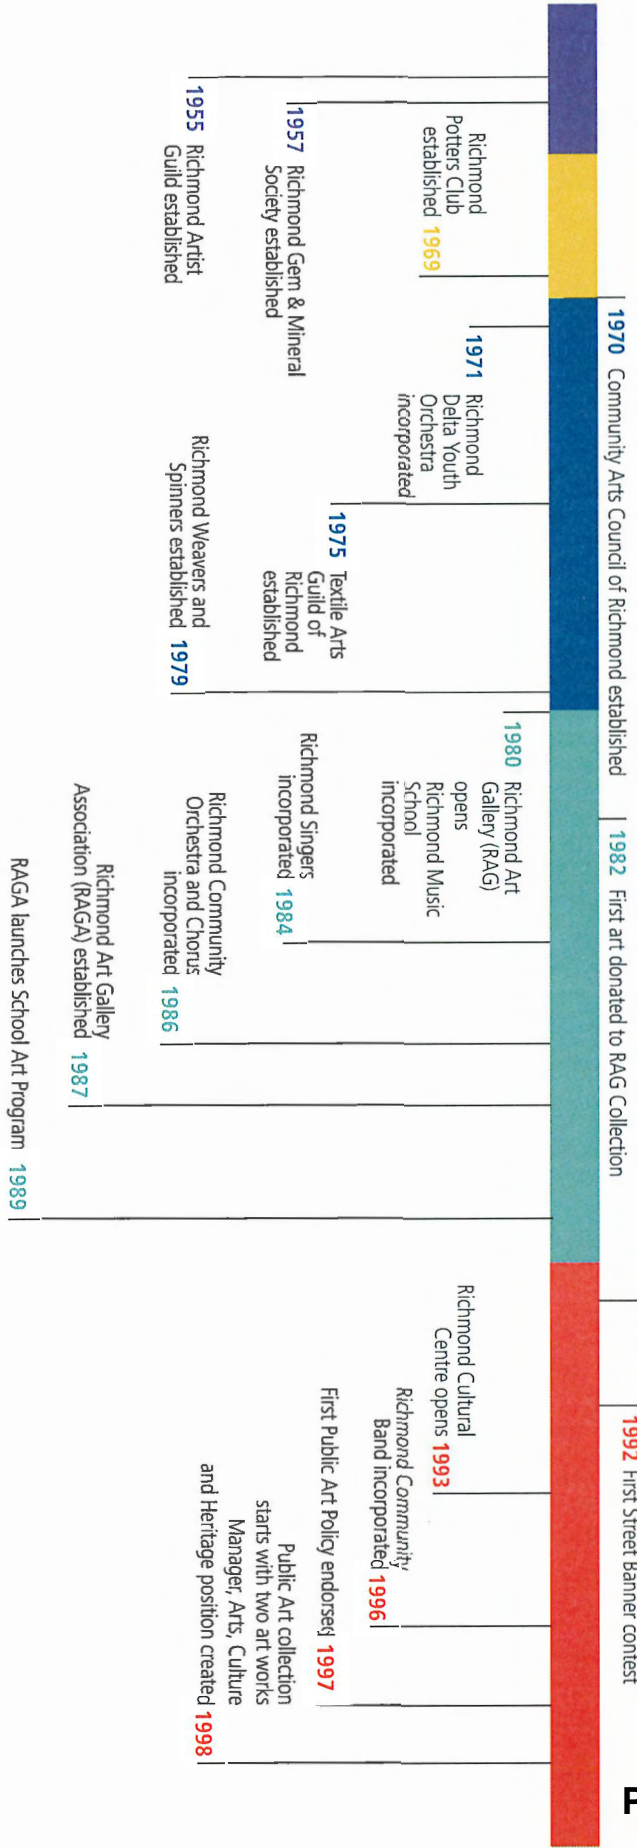 1955 Richmond Artist
Guild established
1957 Richmond Gem & Mineral
Society established
Richmond
Potters Club
established 1969
1970 Community Arts Council of Richmond established
1971 Richmond
Delta Youth
Orchestra
incorporated
1975 Textile Arts
Guild of
Richmond
established
Richmond Weavers and
Spinners established 1979
1980 Richmond Art
Gallery (RAG)
opens
Richmond Music
School
incorporated
1982 First art donated to RAG Collection
Richmond Singers
incorporated 1984
Richmond Community
Orchestra and Chorus
incorporated 1986
Richmond Art Gallery
Association (RAGA) established 1987
RAGA launches School Art Program 1989
1992 First Street Banner contest
Richmond Cultural
Centre opens 1993
Richmond Community
Band incorporated 1996
First Public Art Policy endorsed 1997
Public Art collection
starts with two art works
Manager, Arts, Culture
and Heritage position created 1998